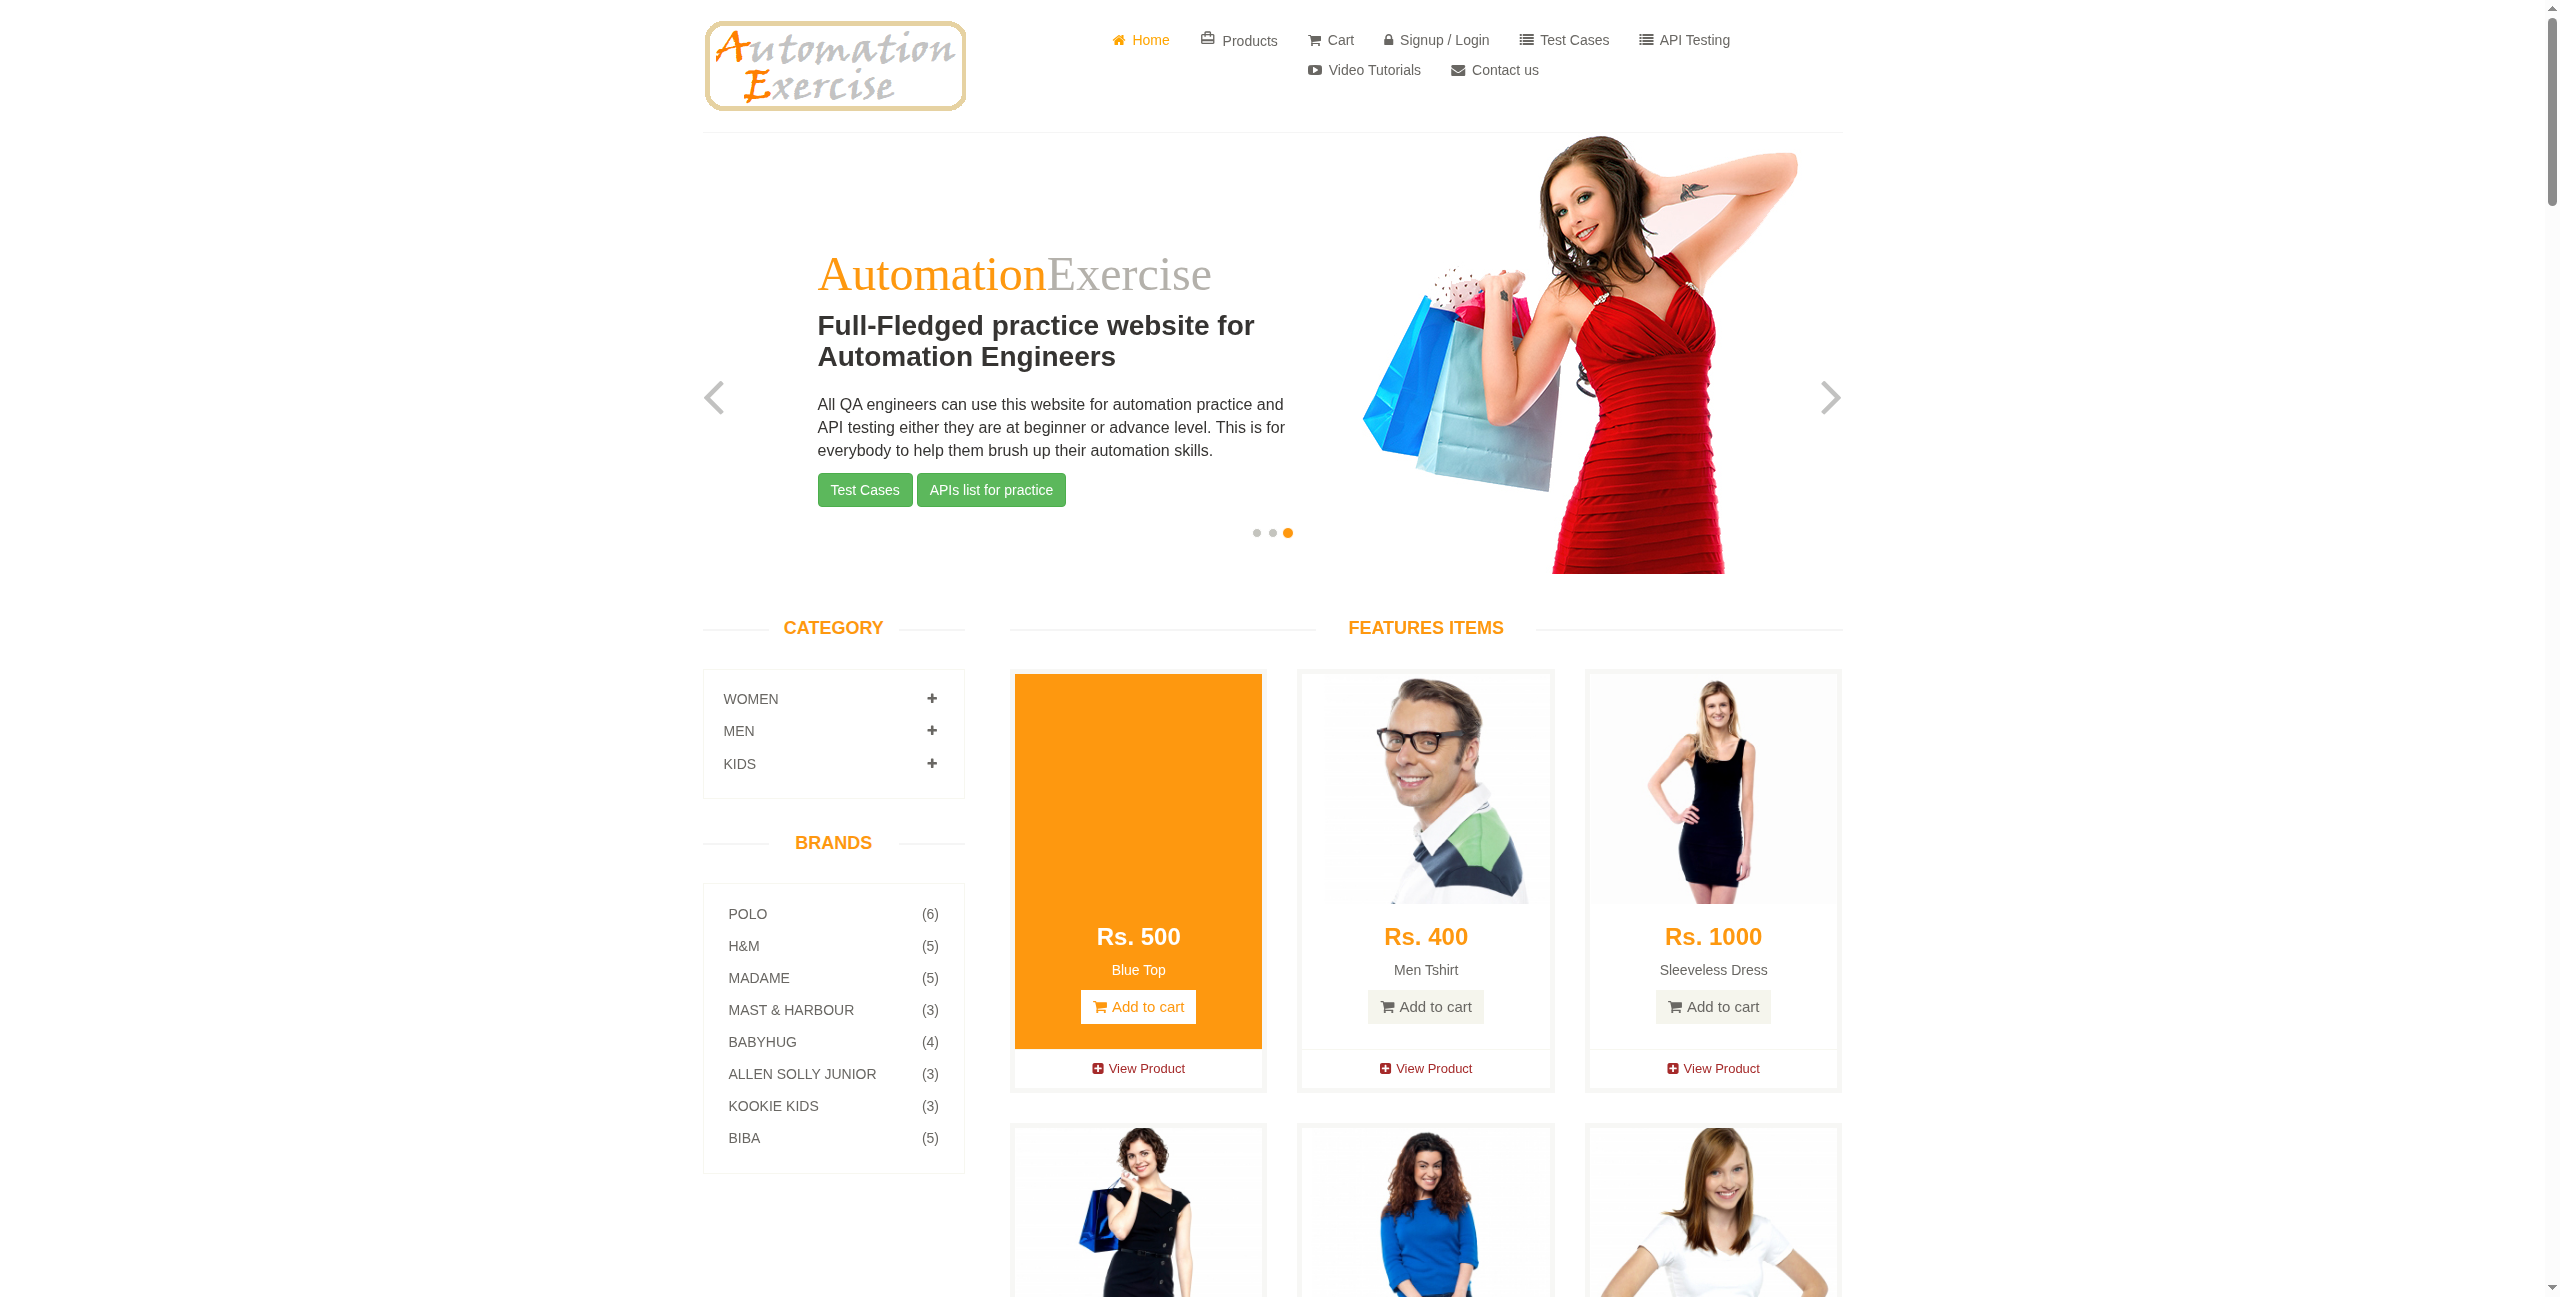 Automation
Exercise
Home
Products
Cart
Signup / Login
Test Cases
API Testing
Video Tutorials
Contact us
AutomationExercise
Full-Fledged practice website for
Automation Engineers
All QA engineers can use this website for automation practice and
API testing either they are at beginner or advance level. This is for
everybody to help them brush up their automation skills.
Test Cases
APIs list for practice
CATEGORY
WOMEN
MEN
KIDS
BRANDS
POLO (6)
H&M (5)
MADAME (5)
MAST & HARBOUR (3)
BABYHUG (4)
ALLEN SOLLY JUNIOR (3)
KOOKIE KIDS (3)
BIBA (5)
FEATURES ITEMS
Rs. 500
Blue Top
Add to cart
View Product
Rs. 400
Men Tshirt
Add to cart
View Product
Rs. 1000
Sleeveless Dress
Add to cart
View Product